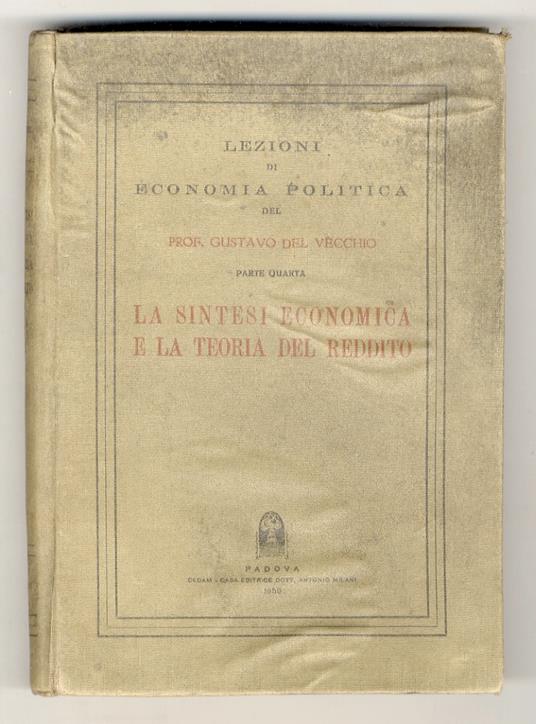 LEZIONI
DI
ECONOMIA POLITICA
DEL
PROF. GUSTAVO DEL VECCHIO
PARTE QUARTA
LA SINTESI ECONOMICA
E LA TEORIA DEL REDDITO
PADOVA
CEDAM - CASA EDITRICE DOTT. ANTONIO MILANI
1950